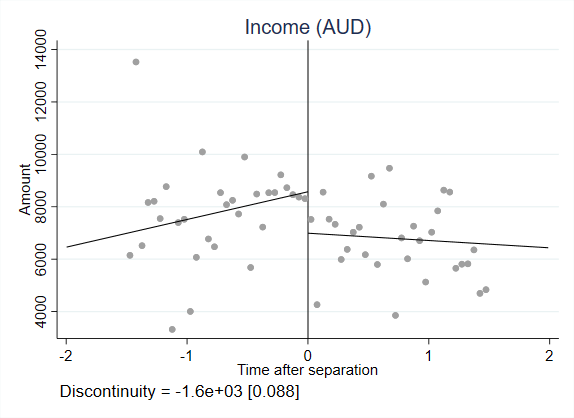 Income (AUD)
14000
12000
10000
8000
6000
4000
Amount
-2 -1 0 1 2
Time after separation
Discontinuity = -1.6e+03 [0.088]